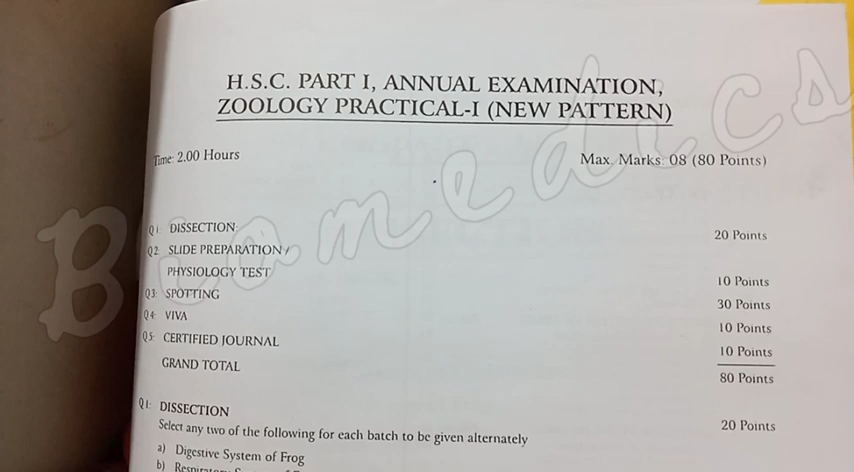 H.S.C. PART I, ANNUAL EXAMINATION,
ZOOLOGY PRACTICAL-I (NEW PATTERN)
Time: 2.00 Hours Max. Marks: 08 (80 Points)
Biomedics
Q1: DISSECTION: 20 Points
Q2: SLIDE PREPARATION /
PHYSIOLOGY TEST 10 Points
Q3: SPOTTING 30 Points
Q4: VIVA 10 Points
Q5: CERTIFIED JOURNAL 10 Points
GRAND TOTAL 80 Points
Q1: DISSECTION 20 Points
Select any two of the following for each batch to be given alternately
a) Digestive System of Frog
b)